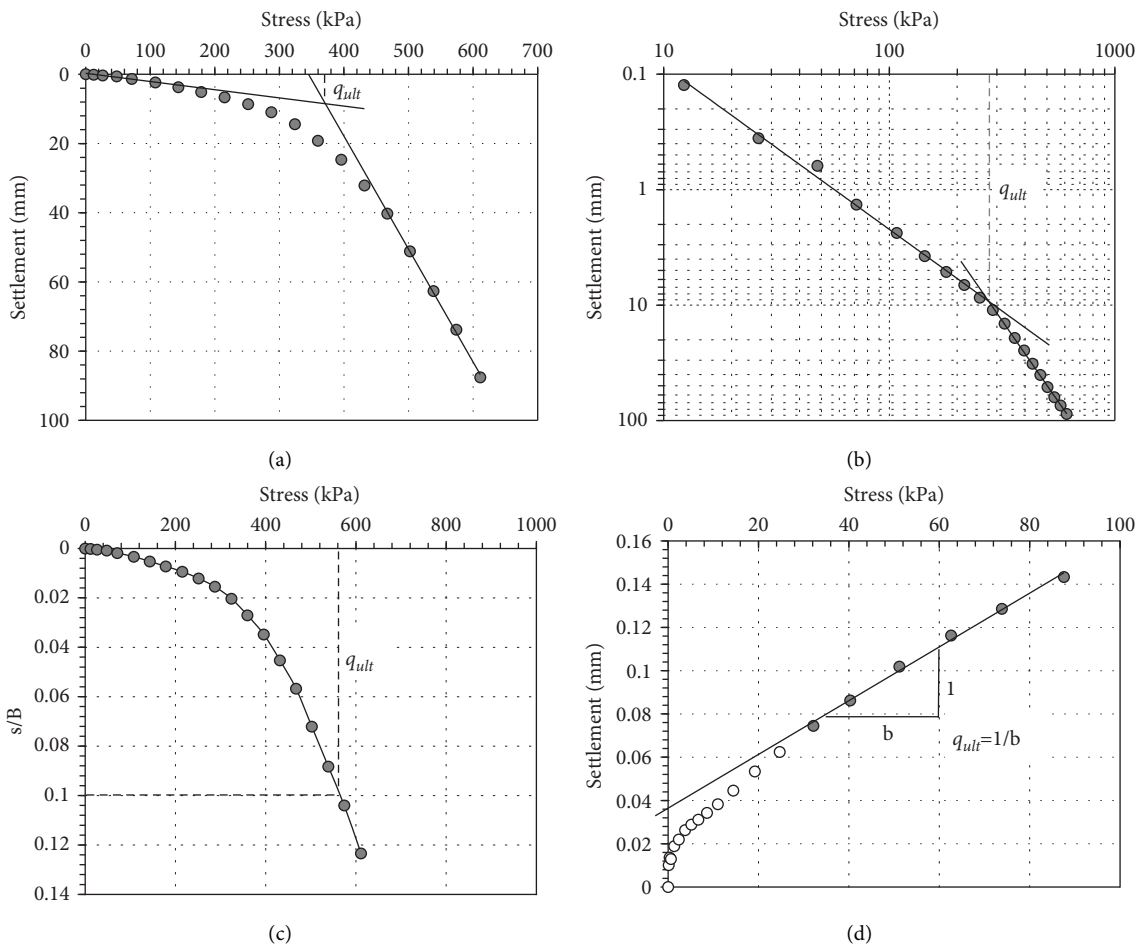 Stress (kPa)
0 100 200 300 400 500 600 700
0
20
40
60
80
100
Settlement (mm)
q_ult
(a)
Stress (kPa)
10 100 1000
0.1
1
10
100
Settlement (mm)
q_ult
(b)
Stress (kPa)
0 200 400 600 800 1000
0
0.02
0.04
0.06
0.08
0.1
0.12
0.14
s/B
q_ult
(c)
Stress (kPa)
0 20 40 60 80 100
0.16
0.14
0.12
0.10
0.08
0.06
0.04
0.02
0
Settlement (mm)
1
b
q_ult=1/b
(d)